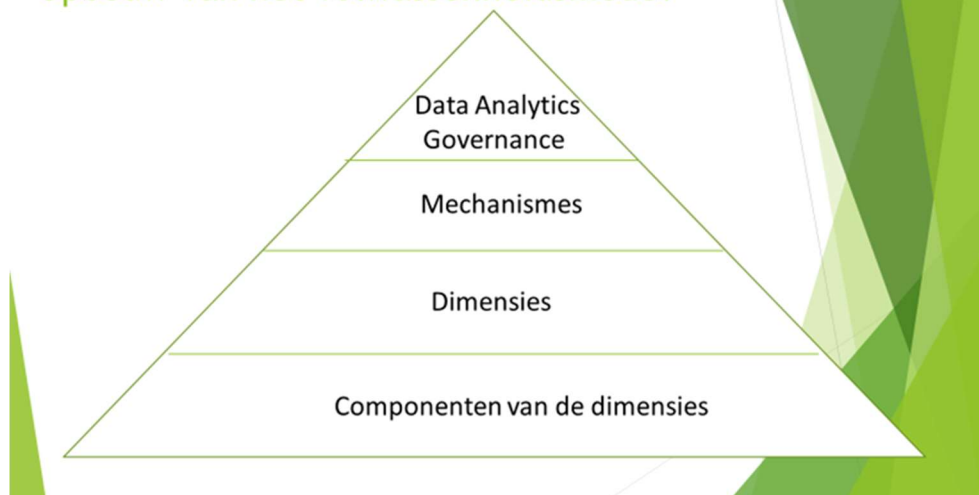 Data Analytics
Governance
Mechanismes
Dimensies
Componenten van de dimensies